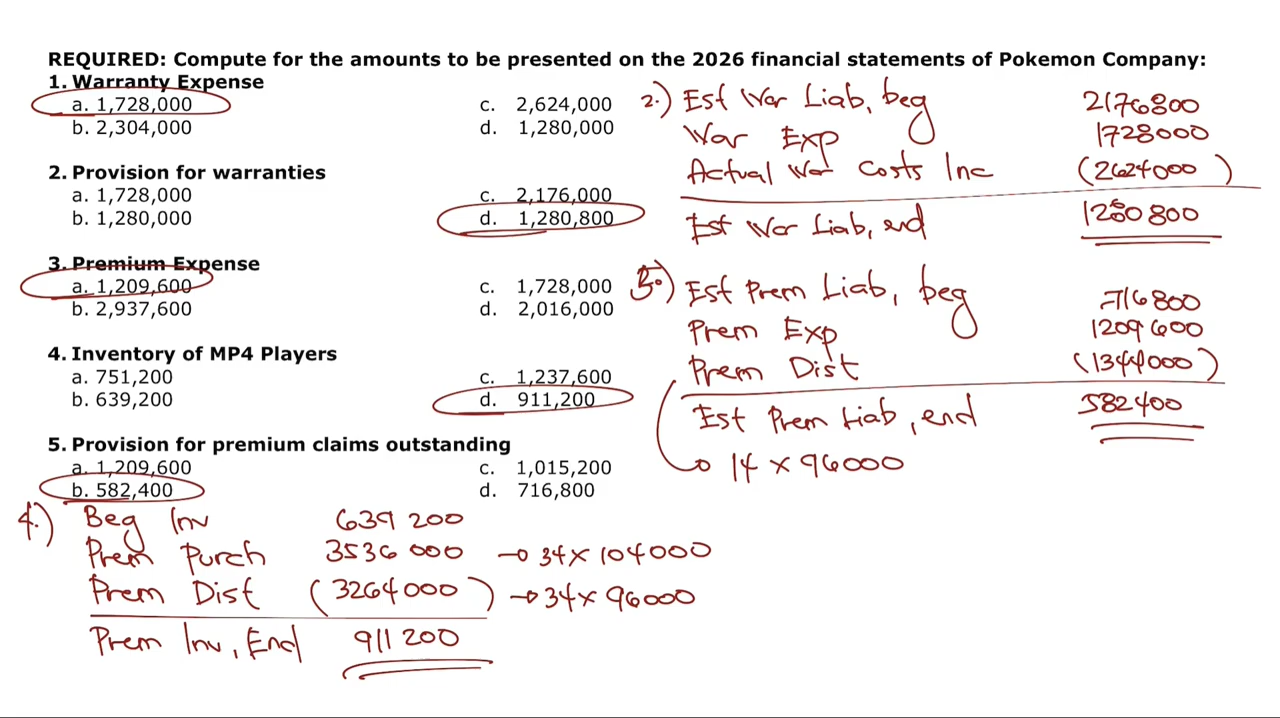 REQUIRED: Compute for the amounts to be presented on the 2026 financial statements of Pokemon Company:
1. Warranty Expense
a. 1,728,000
c. 2,624,000
b. 2,304,000
d. 1,280,000
2. Provision for warranties
a. 1,728,000
c. 2,176,000
b. 1,280,000
d. 1,280,800
3. Premium Expense
a. 1,209,600
c. 1,728,000
b. 2,937,600
d. 2,016,000
4. Inventory of MP4 Players
a. 751,200
c. 1,237,600
b. 639,200
d. 911,200
5. Provision for premium claims outstanding
a. 1,209,600
c. 1,015,200
b. 582,400
d. 716,800
2.) Est War Liab, beg 2176800
War Exp 1728000
Actual War Costs Inc (2624000)
Est War Liab, end 1280800
5.) Est Prem Liab, beg 716800
Prem Exp 1209600
Prem Dist (1344000)
Est Prem Liab, end 582400
→ 14 x 96000
4.) Beg Inv 639 200
Prem Purch 3536 000 → 34 x 104000
Prem Dist (3264000) → 34 x 96000
Prem Inv, End 911 200